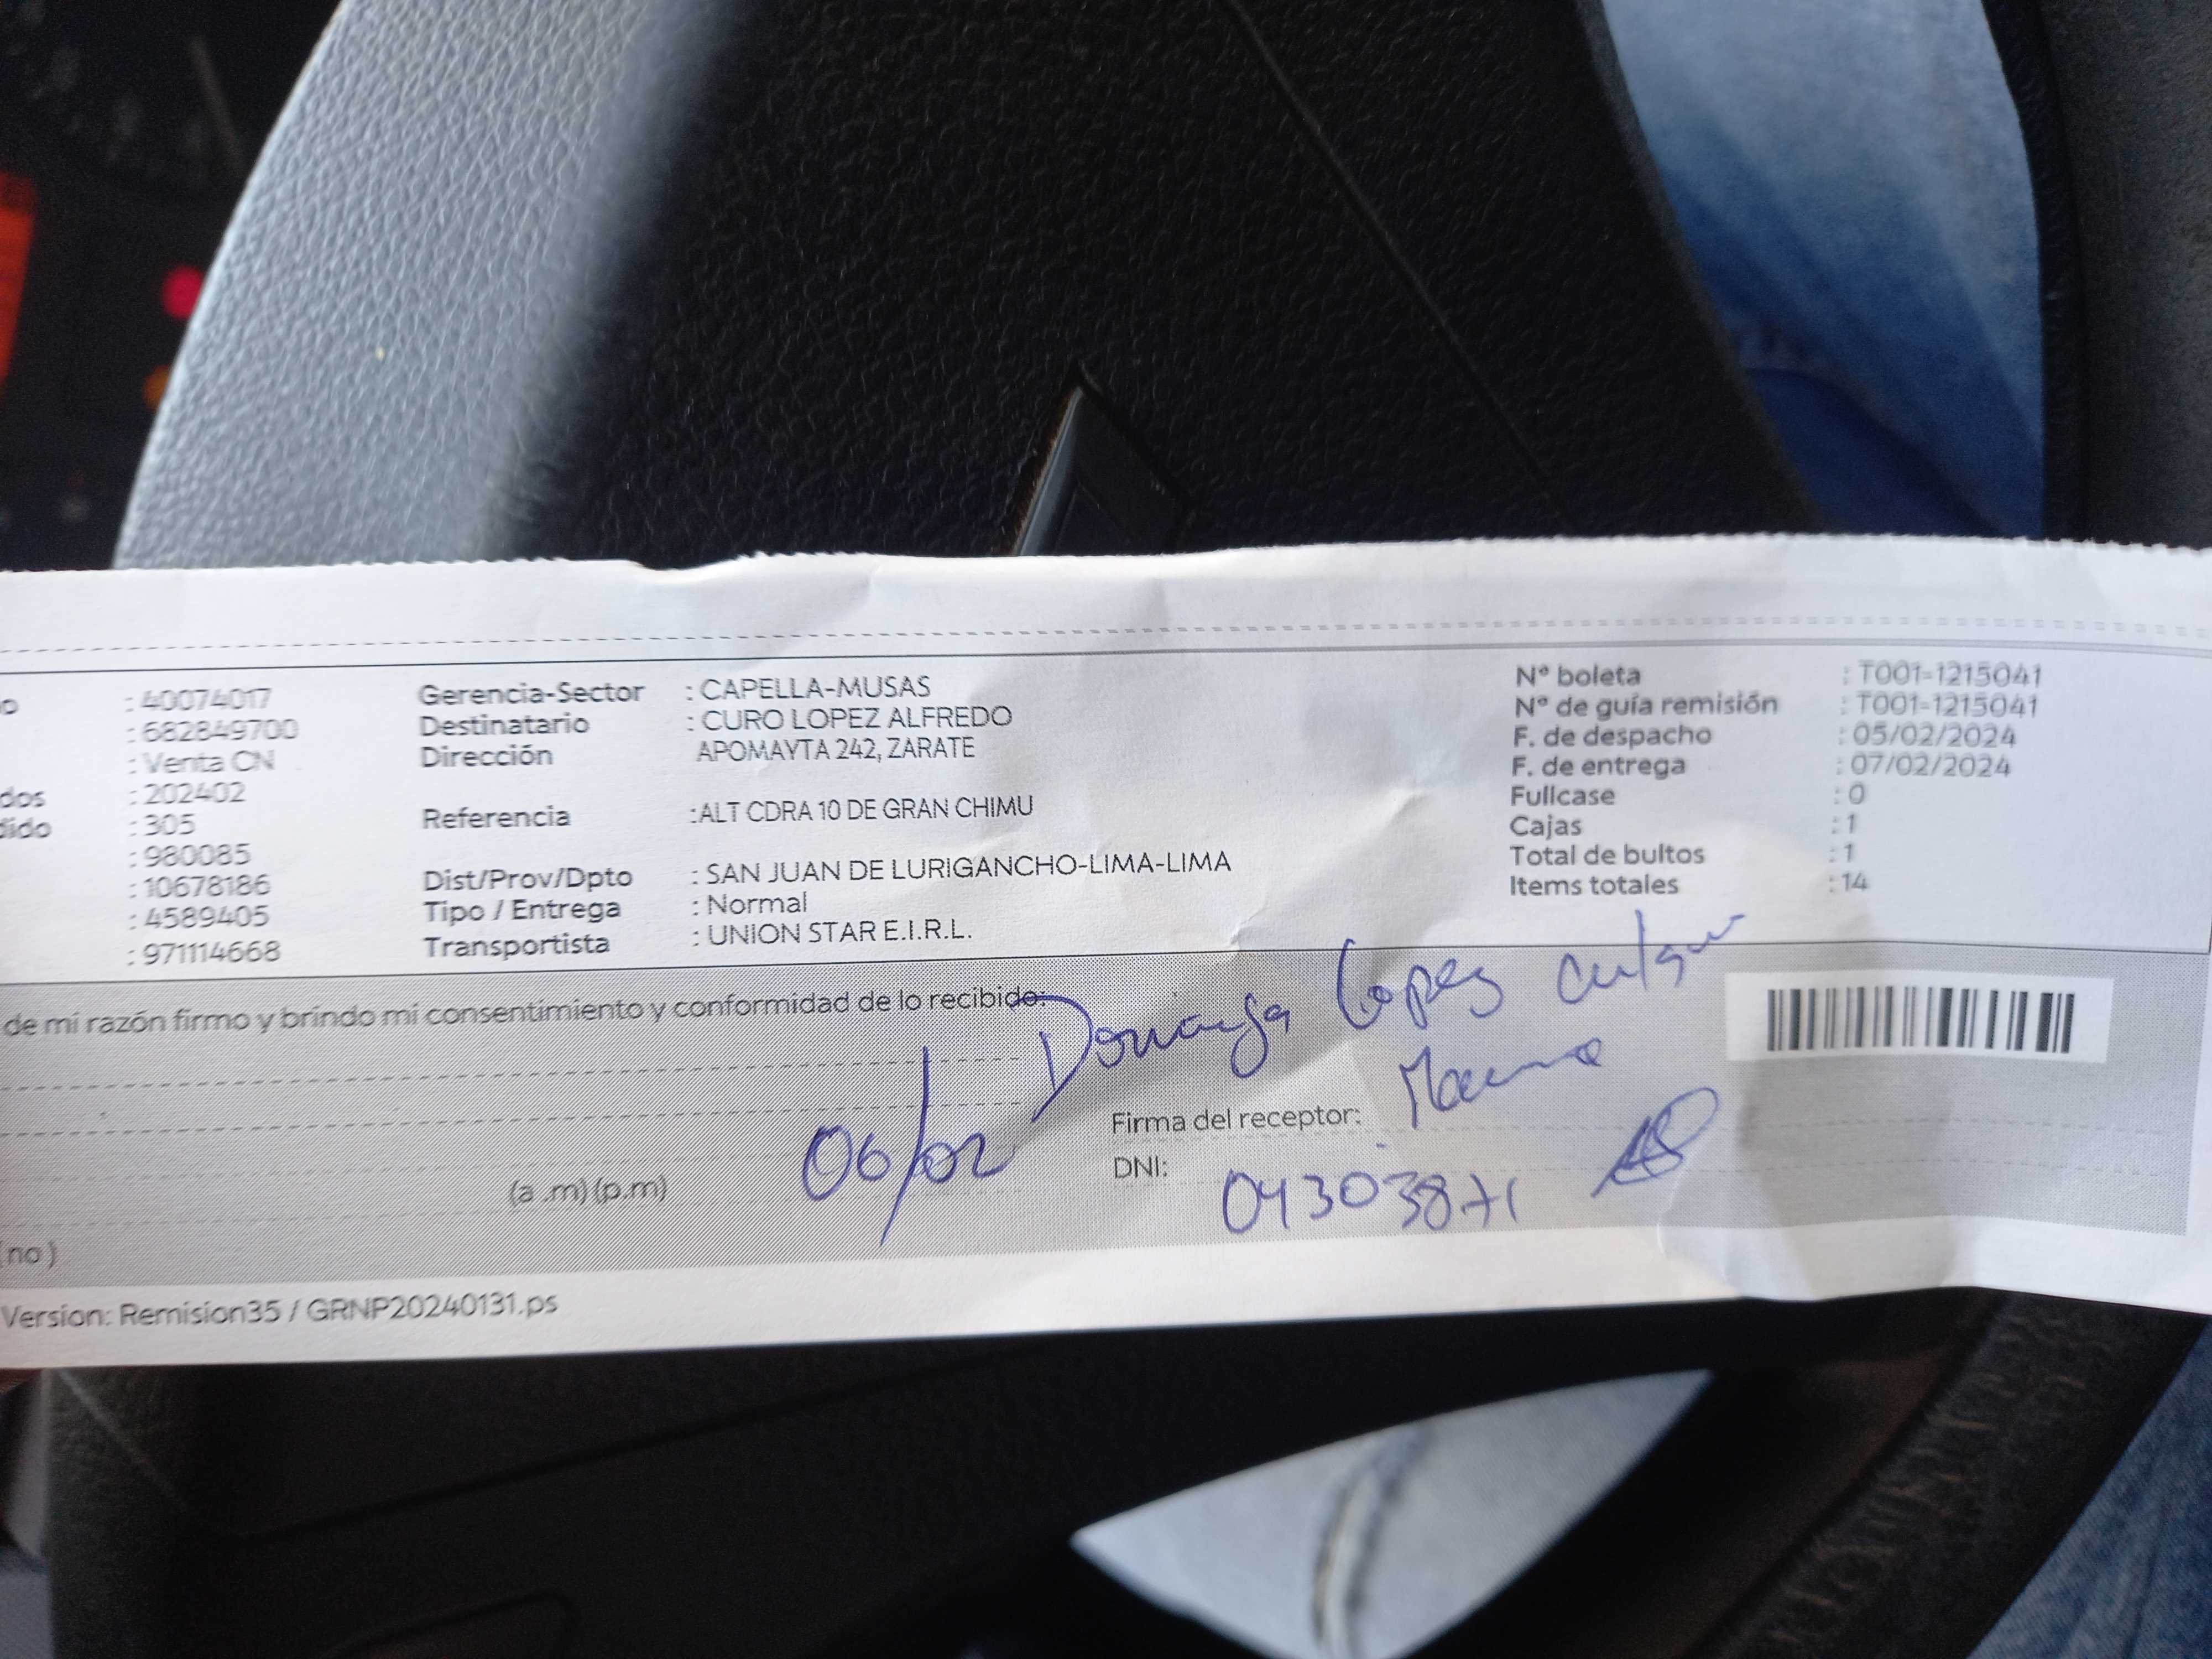 o : 40074017 Gerencia-Sector : CAPELLA-MUSAS Nº boleta : T001-1215041
: 682849700 Destinatario : CURO LOPEZ ALFREDO Nº de guía remisión : T001-1215041
: Venta CN Dirección APOMAYTA 242, ZARATE F. de despacho : 05/02/2024
dos : 202402 F. de entrega : 07/02/2024
dido : 305 Referencia :ALT CDRA 10 DE GRAN CHIMU Fullcase : 0
: 980085 Cajas : 1
: 10678186 Dist/Prov/Dpto : SAN JUAN DE LURIGANCHO-LIMA-LIMA Total de bultos : 1
: 4589405 Tipo / Entrega : Normal Items totales : 14
: 971114668 Transportista : UNION STAR E.I.R.L.
de mi razón firmo y brindo mi consentimiento y conformidad de lo recibido:
Lopez
Firma del receptor:
06/02
DNI: 04303871
(a .m) (p.m)
no )
Version: Remision35 / GRNP20240131.ps